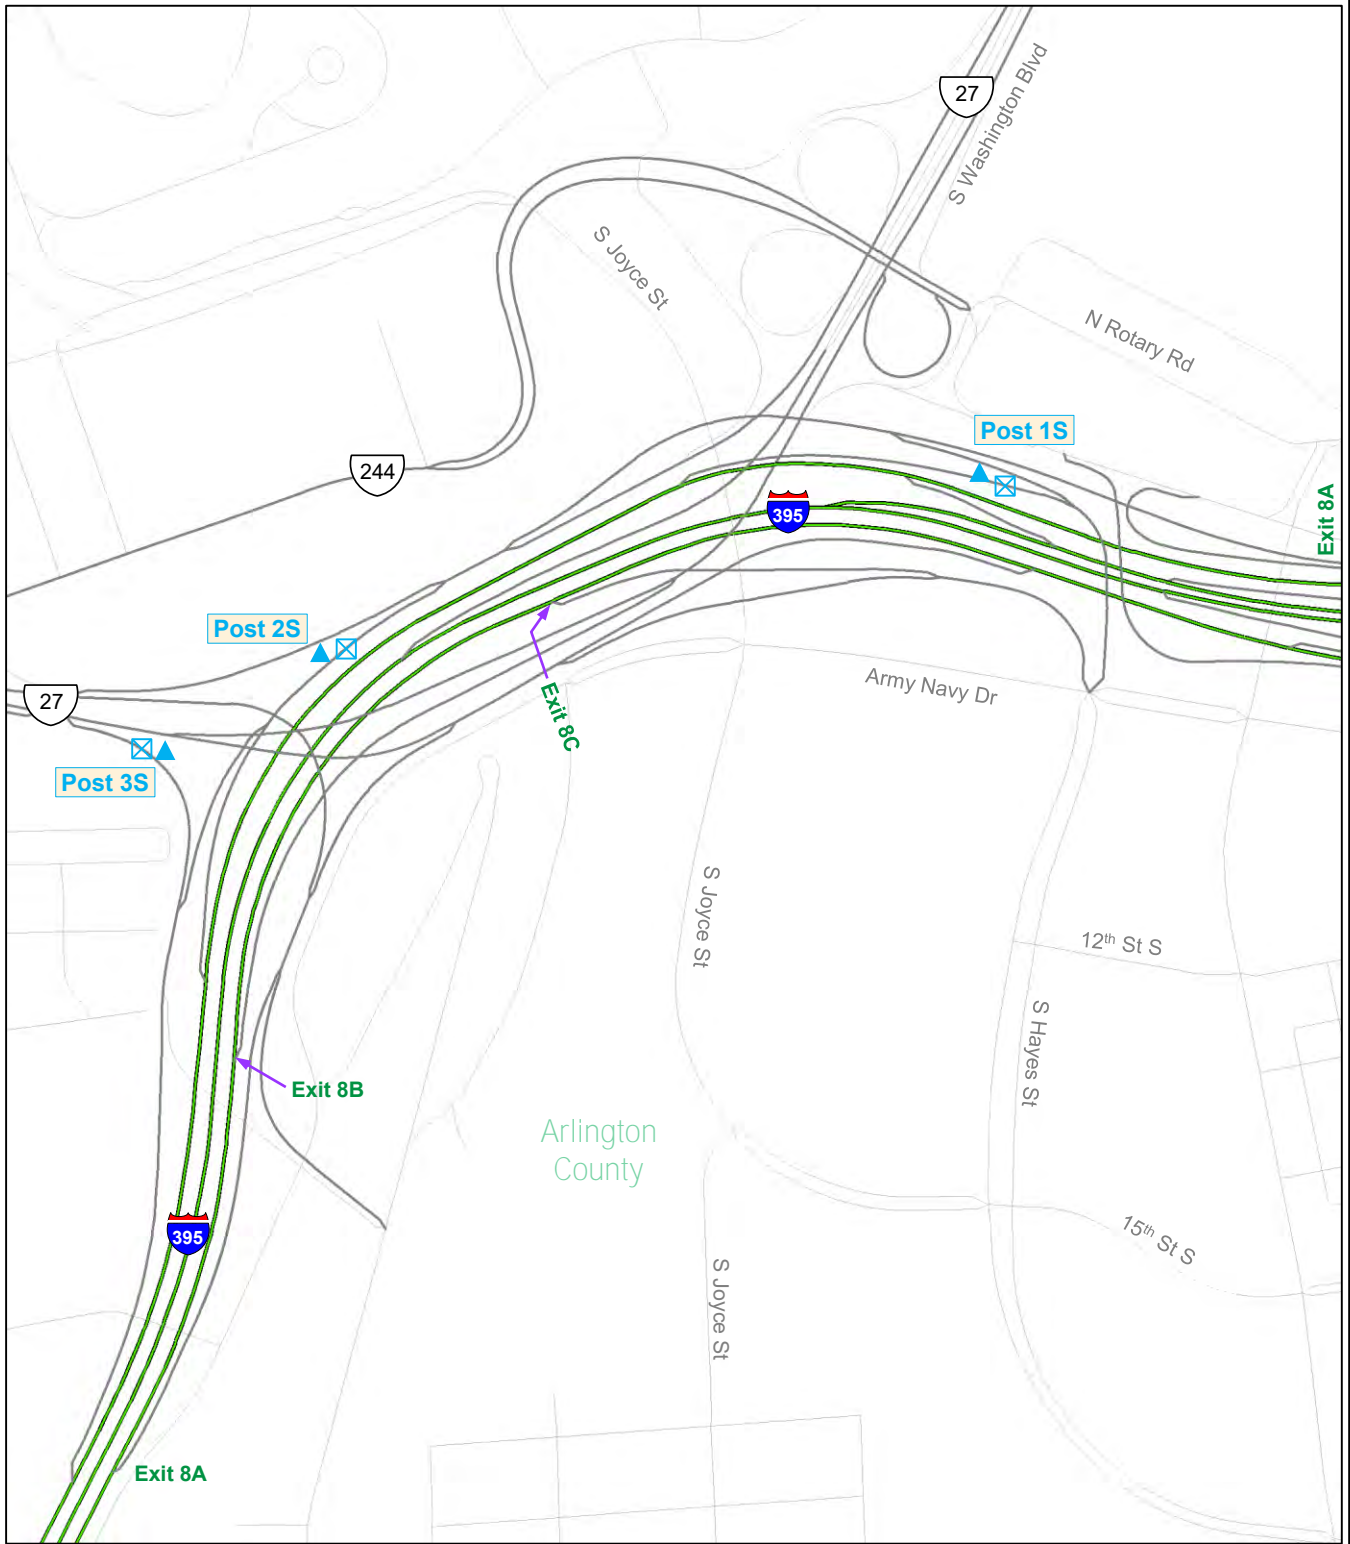 27
S Washington Blvd
S Joyce St
N Rotary Rd
Post 1S
244
395
Exit 8A
Post 2S
27
Exit 8C
Army Navy Dr
Post 3S
S Joyce St
12th St S
S Hayes St
Exit 8B
Arlington
County
395
15th St S
S Joyce St
Exit 8A